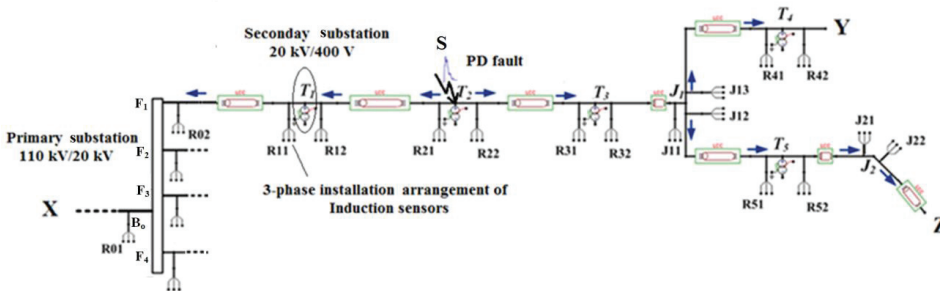 Seconday substation
20 kV/400 V
S
PD fault
T4
Y
R41
R42
T1
T2
T3
J1
J13
J12
F1
R02
R11
R12
R21
R22
R31
R32
J11
Primary substation
110 kV/20 kV
F2
T5
J21
J22
J2
3-phase installation arrangement of
Induction sensors
F3
R51
R52
X
Bo
R01
Z
F4